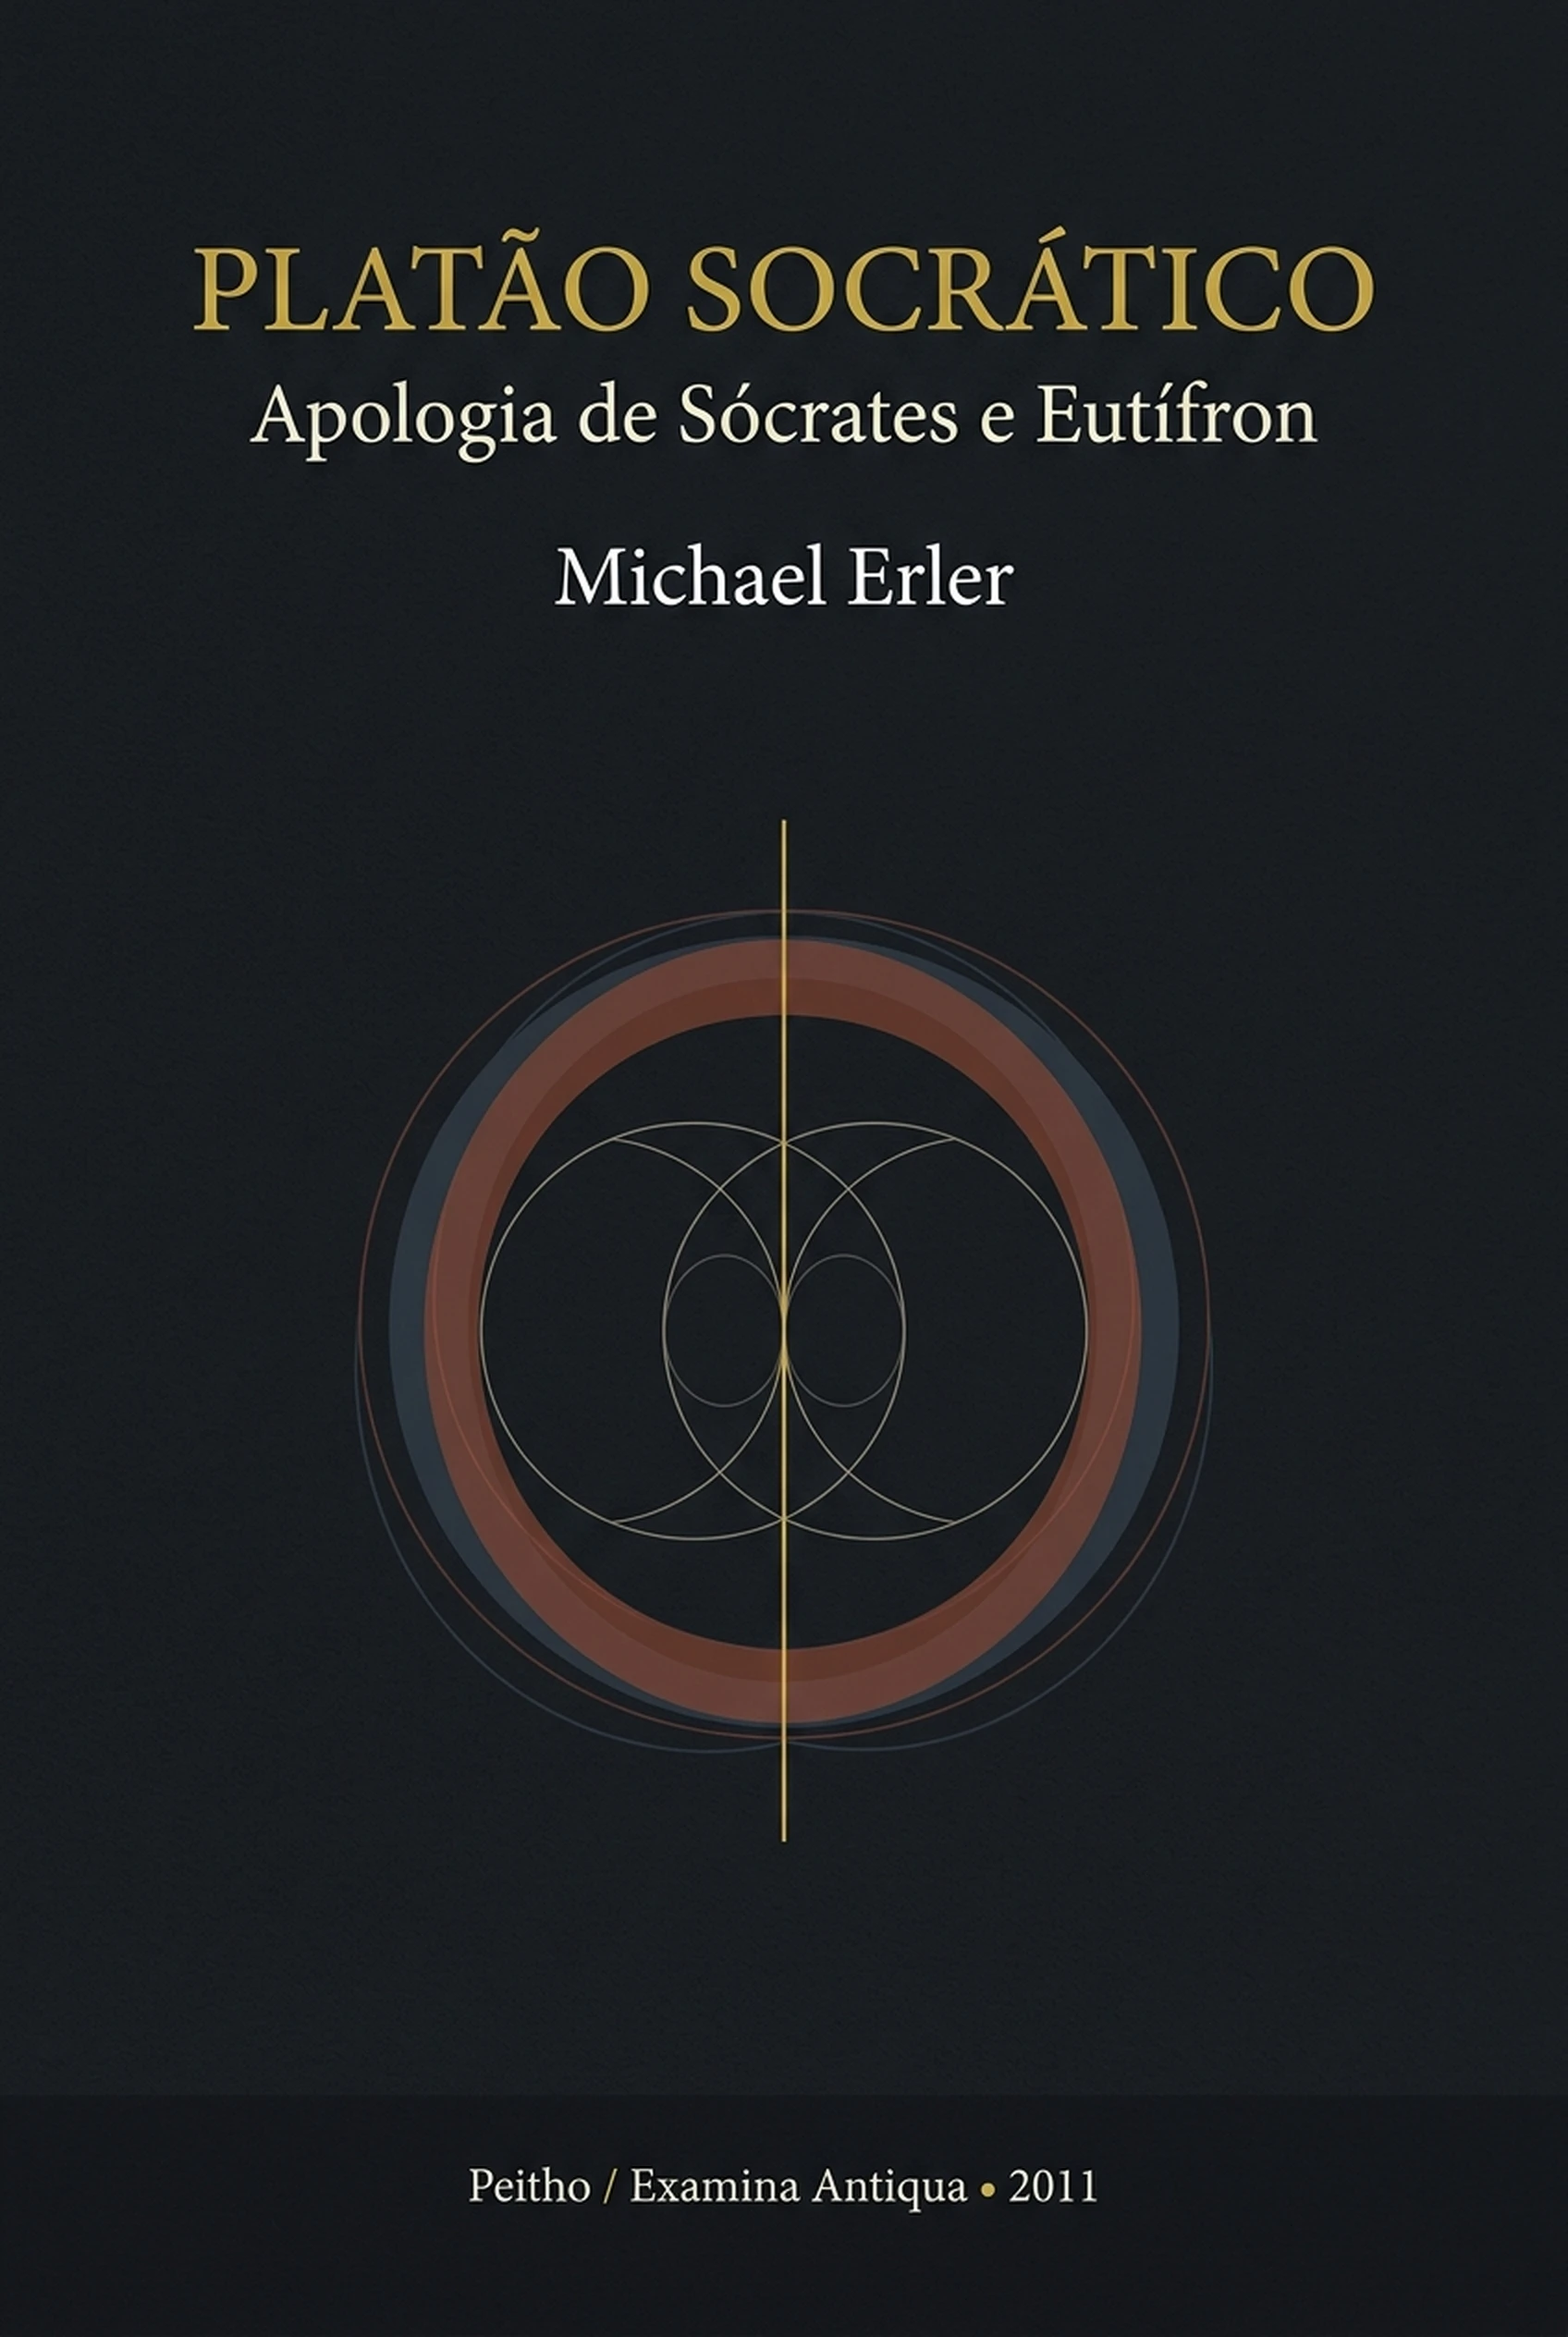 PLATÃO SOCRÁTICO
Apologia de Sócrates e Eutífron
Michael Erler
Peitho / Examina Antiqua • 2011